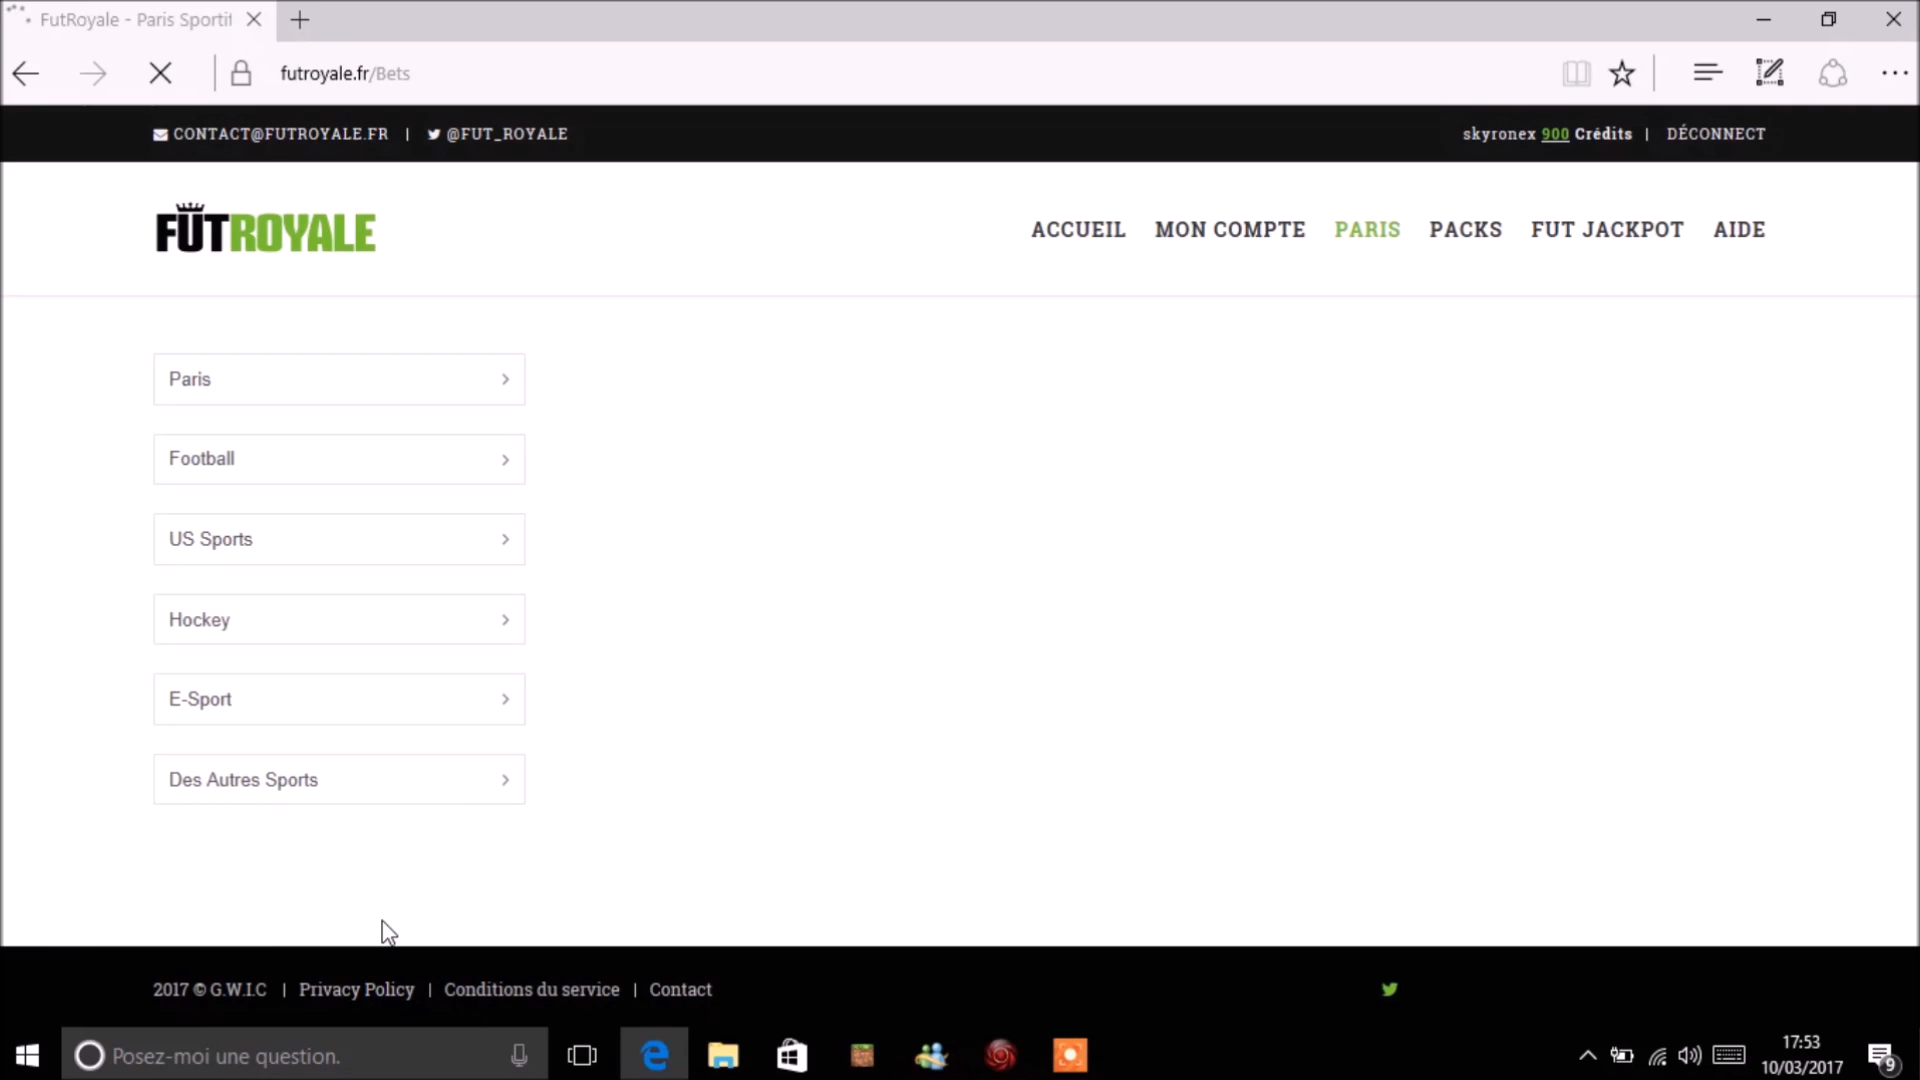 FutRoyale - Paris Sportif
futroyale.fr/Bets
CONTACT@FUTROYALE.FR | @FUT_ROYALE
skyronex 900 Crédits | DÉCONNECT
FUTROYALE
ACCUEIL MON COMPTE PARIS PACKS FUT JACKPOT AIDE
Paris
Football
US Sports
Hockey
E-Sport
Des Autres Sports
2017 © G.W.I.C | Privacy Policy | Conditions du service | Contact
Posez-moi une question.
17:53
10/03/2017
9